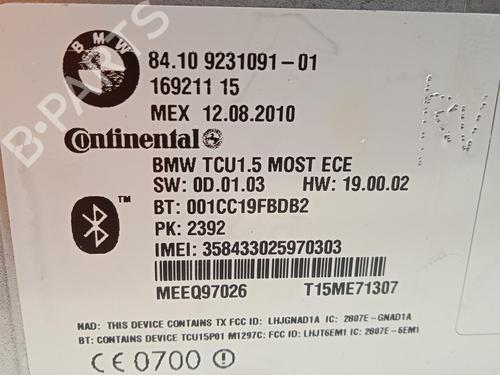 BMW
84.10 9231091-01
169211 15
MEX 12.08.2010
Continental
BMW TCU1.5 MOST ECE
SW: 0D.01.03 HW: 19.00.02
BT: 001CC19FBDB2
PK: 2392
IMEI: 358433025970303
MEEQ97026 T15ME71307
NAD: THIS DEVICE CONTAINS TX FCC ID: LHJGNAD1A IC: 2807E-GNAD1A
BT: CONTAINS DEVICE TCU15P01 M1297C: FCC ID: LHJT6EM1 IC: 2807E-6EM1
CE0700
B-PARTS